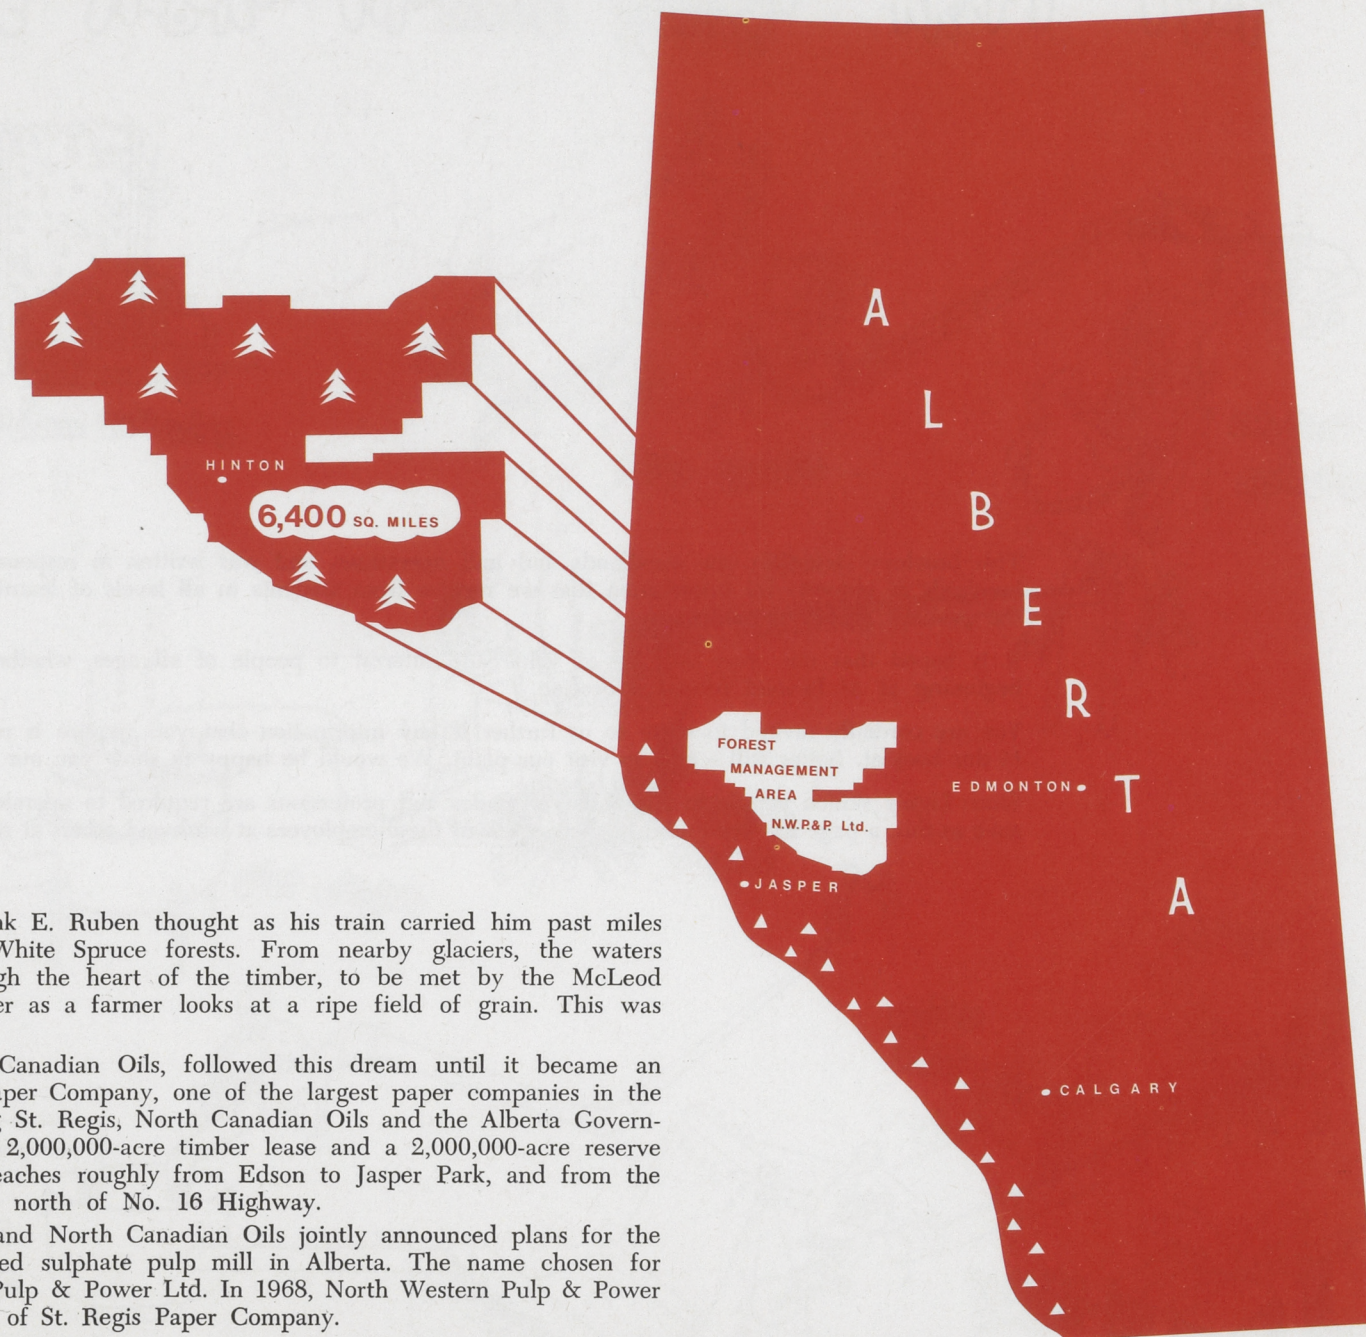 A
L
B
E
R
T
A
HINTON
6,400 SQ. MILES
FOREST
MANAGEMENT
AREA
N.W.P.&P. Ltd.
EDMONTON
JASPER
CALGARY
E. Ruben thought as his train carried him past miles
White Spruce forests. From nearby glaciers, the waters
the heart of the timber, to be met by the McLeod
as a farmer looks at a ripe field of grain. This was
Canadian Oils, followed this dream until it became an
Company, one of the largest paper companies in the
St. Regis, North Canadian Oils and the Alberta Govern-
2,000,000-acre timber lease and a 2,000,000-acre reserve
roughly from Edson to Jasper Park, and from the
north of No. 16 Highway.
and North Canadian Oils jointly announced plans for the
sulphate pulp mill in Alberta. The name chosen for
Pulp & Power Ltd. In 1968, North Western Pulp & Power
of St. Regis Paper Company.